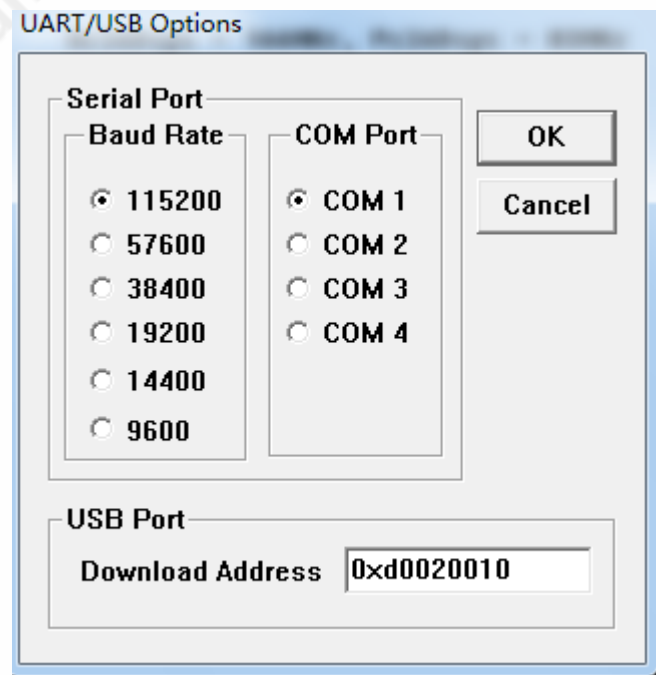 UART/USB Options
Serial Port
Baud Rate
115200
57600
38400
19200
14400
9600
COM Port
COM 1
COM 2
COM 3
COM 4
OK
Cancel
USB Port
Download Address 0xd0020010